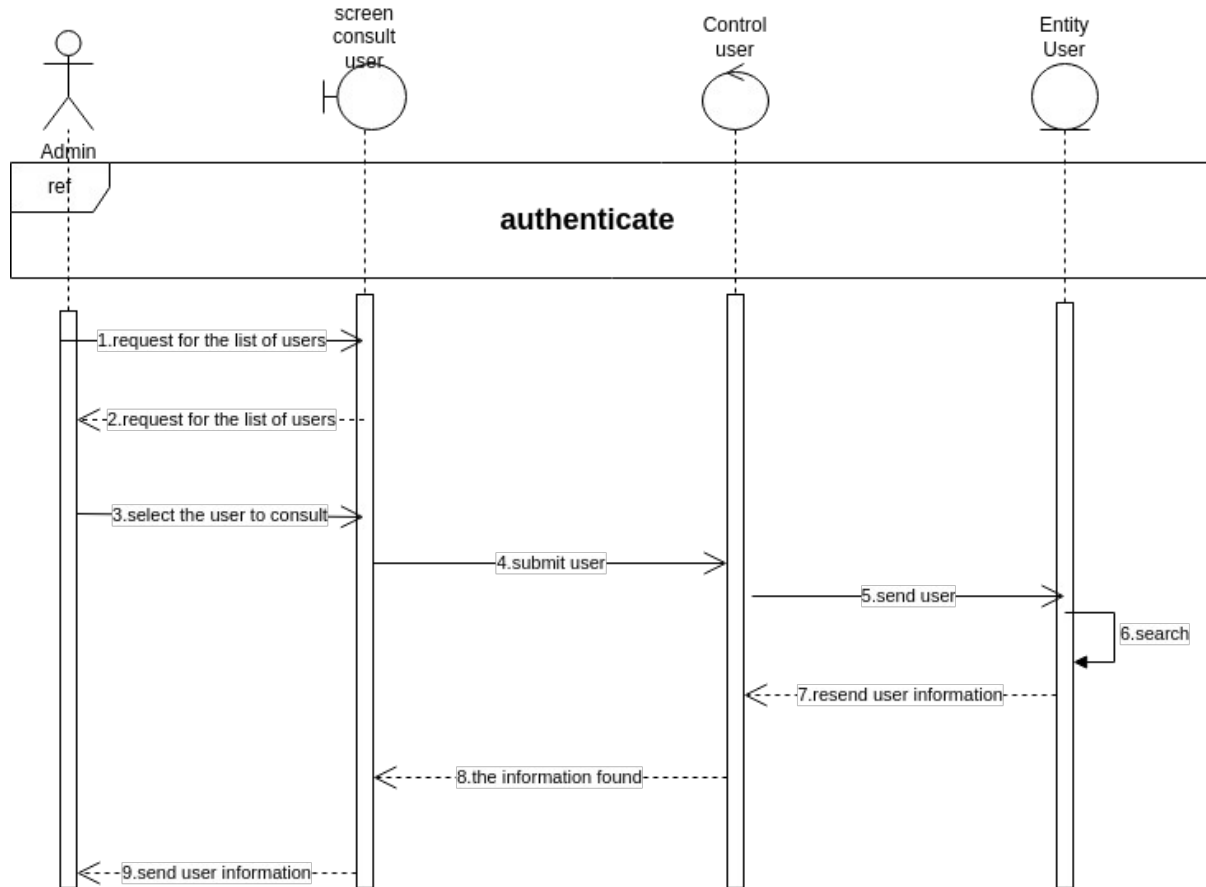 screen
consult
user
Control
user
Entity
User
Admin
ref
authenticate
1.request for the list of users
2.request for the list of users
3.select the user to consult
4.submit user
5.send user
6.search
7.resend user information
8.the information found
9.send user information